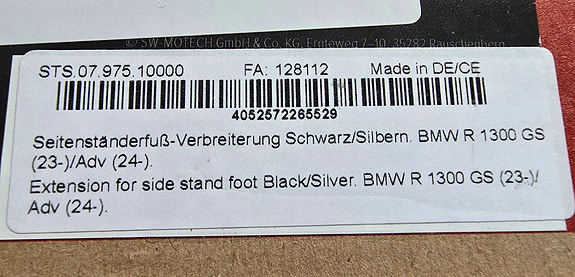 © SW-MOTECH GmbH & Co. KG, Ernteweg 7-10, 35282 Rauschenberg
STS.07.975.10000 FA: 128112 Made in DE/CE
4052572265529
Seitenständerfuß-Verbreiterung Schwarz/Silbern. BMW R 1300 GS
(23-)/Adv (24-).
Extension for side stand foot Black/Silver. BMW R 1300 GS (23-)/
Adv (24-).